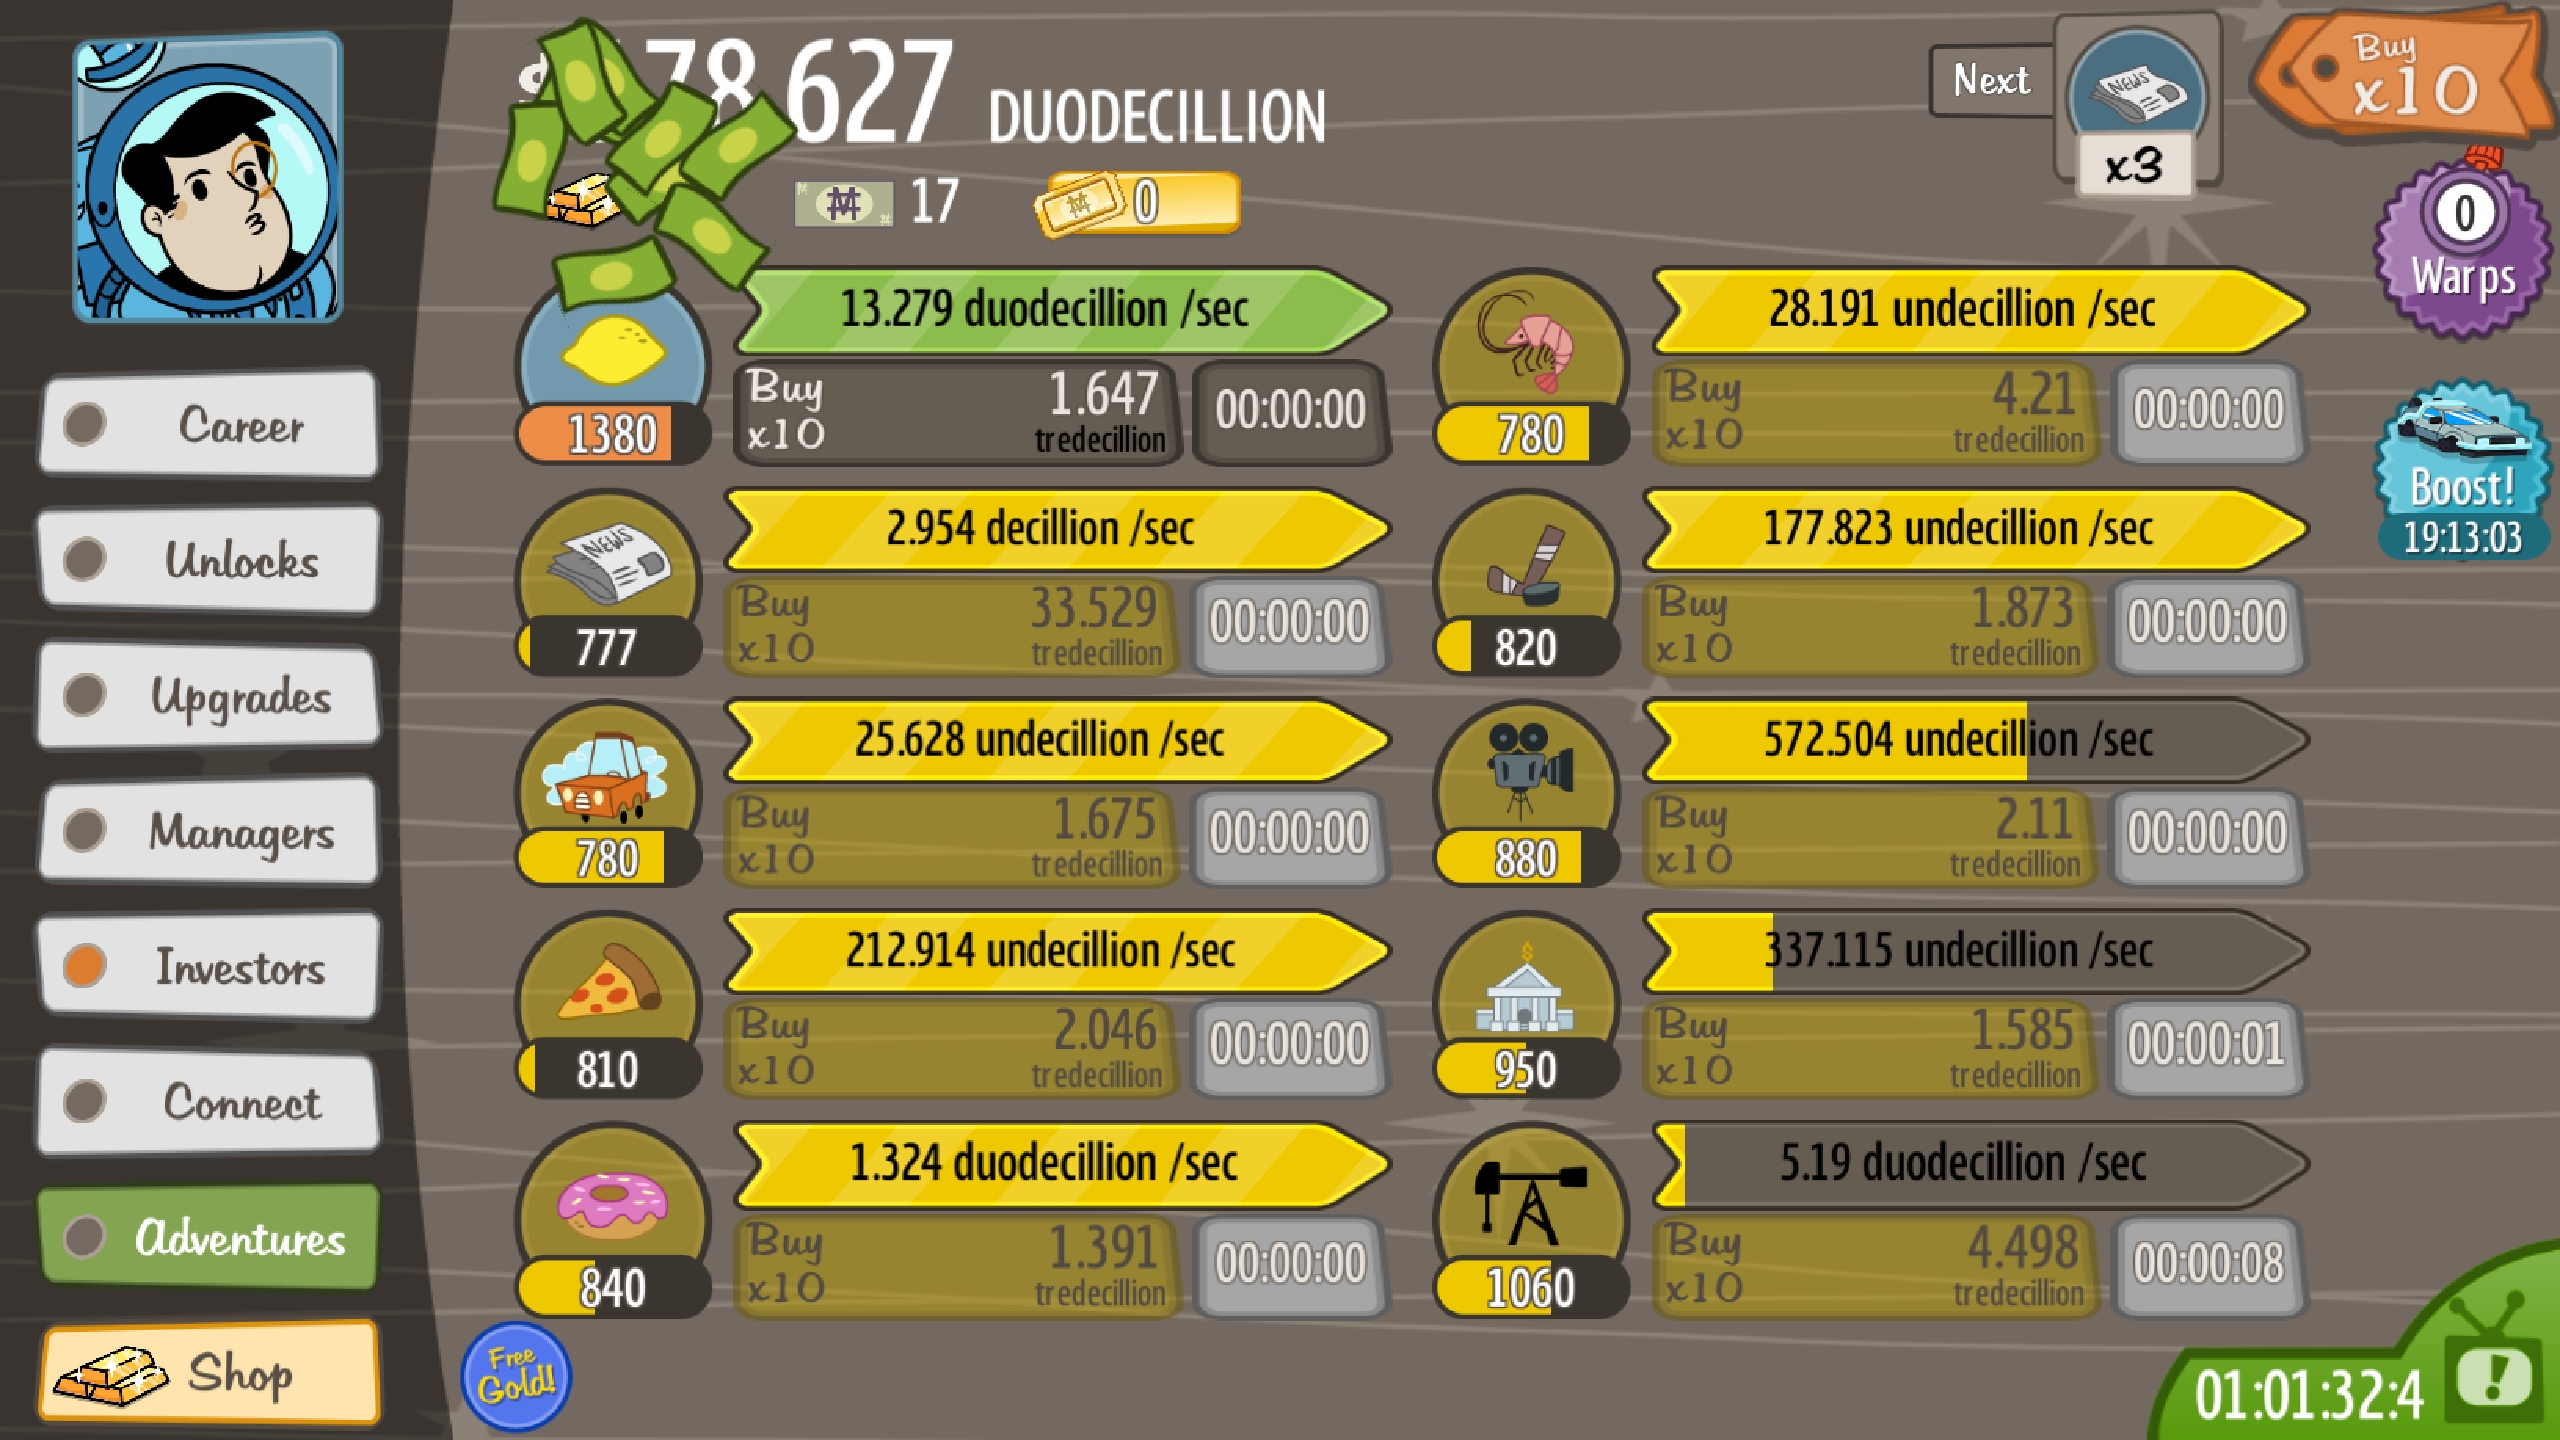 78.627 DUODECILLION
17
0
Next
NEWS
x3
Buy
x10
0
Warps
Boost!
19:13:03
Career
Unlocks
Upgrades
Managers
Investors
Connect
Adventures
Shop
13.279 duodecillion /sec
1380
Buy
x10
1.647
tredecillion
00:00:00
28.191 undecillion /sec
780
Buy
x10
4.21
tredecillion
00:00:00
NEWS
2.954 decillion /sec
777
Buy
x10
33.529
tredecillion
00:00:00
177.823 undecillion /sec
820
Buy
x10
1.873
tredecillion
00:00:00
25.628 undecillion /sec
780
Buy
x10
1.675
tredecillion
00:00:00
572.504 undecillion /sec
880
Buy
x10
2.11
tredecillion
00:00:00
212.914 undecillion /sec
810
Buy
x10
2.046
tredecillion
00:00:00
337.115 undecillion /sec
950
Buy
x10
1.585
tredecillion
00:00:01
1.324 duodecillion /sec
840
Buy
x10
1.391
tredecillion
00:00:00
5.19 duodecillion /sec
1060
Buy
x10
4.498
tredecillion
00:00:08
Free
Gold!
01:01:32:4